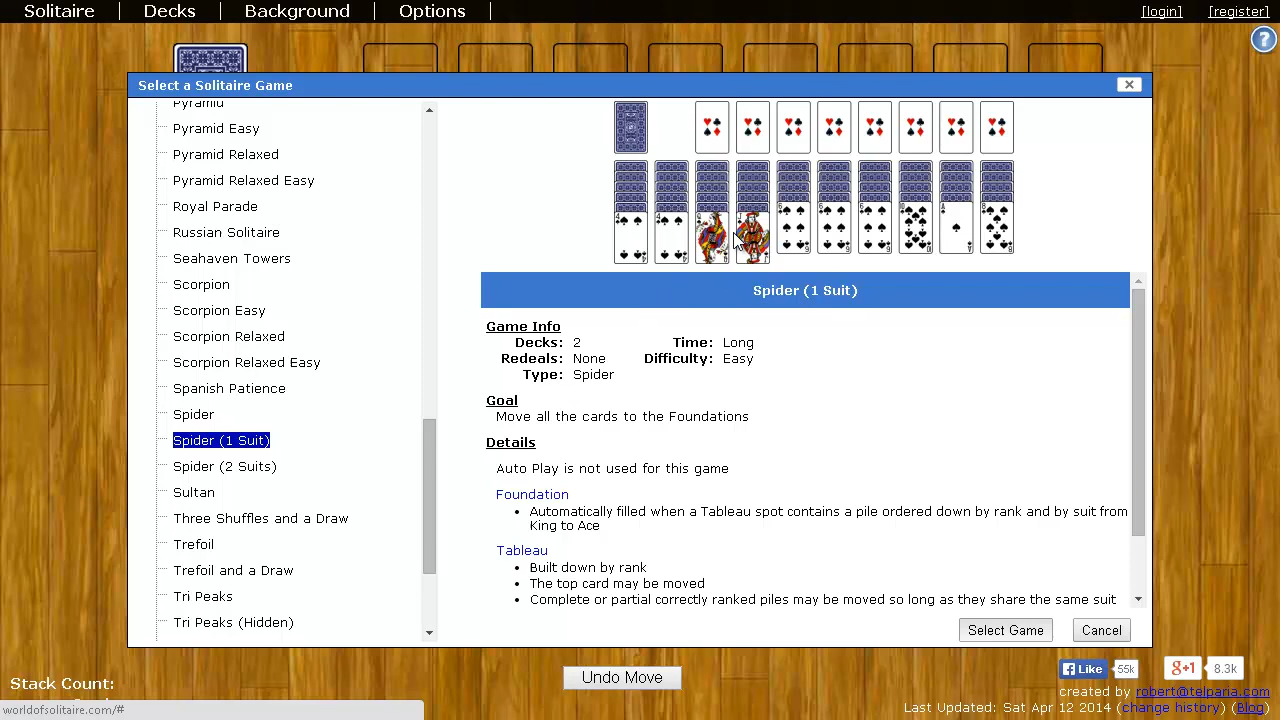 Solitaire Decks Background Options [login] [register]
?
Select a Solitaire Game
Pyramid
Pyramid Easy
Pyramid Relaxed
Pyramid Relaxed Easy
Royal Parade
Russian Solitaire
Seahaven Towers
Scorpion
Scorpion Easy
Scorpion Relaxed
Scorpion Relaxed Easy
Spanish Patience
Spider
Spider (1 Suit)
Spider (2 Suits)
Sultan
Three Shuffles and a Draw
Trefoil
Trefoil and a Draw
Tri Peaks
Tri Peaks (Hidden)
Spider (1 Suit)
Game Info
Decks: 2 Time: Long
Redeals: None Difficulty: Easy
Type: Spider
Goal
Move all the cards to the Foundations
Details
Auto Play is not used for this game
Foundation
• Automatically filled when a Tableau spot contains a pile ordered down by rank and by suit from
King to Ace
Tableau
• Built down by rank
• The top card may be moved
• Complete or partial correctly ranked piles may be moved so long as they share the same suit
Select Game Cancel
Undo Move
Like 55k g+1 8.3k
Stack Count:
created by robert@telparia.com
worldofsolitaire.com/#
Last Updated: Sat Apr 12 2014 (change history) (Blog)